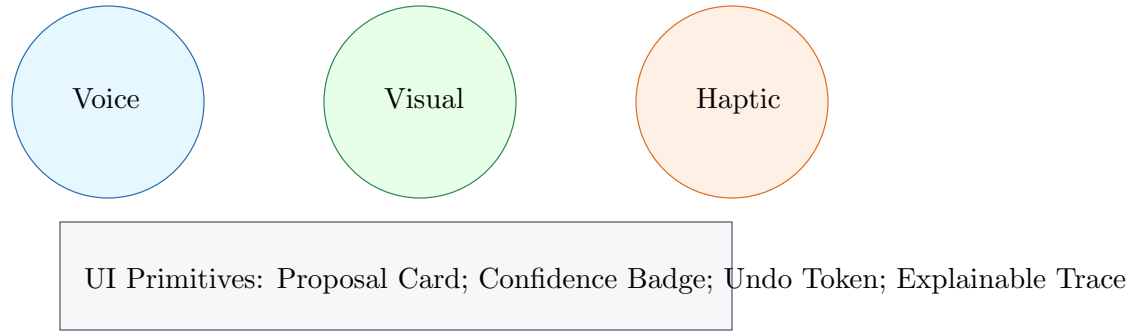 Voice
Visual
Haptic
UI Primitives: Proposal Card; Confidence Badge; Undo Token; Explainable Trace